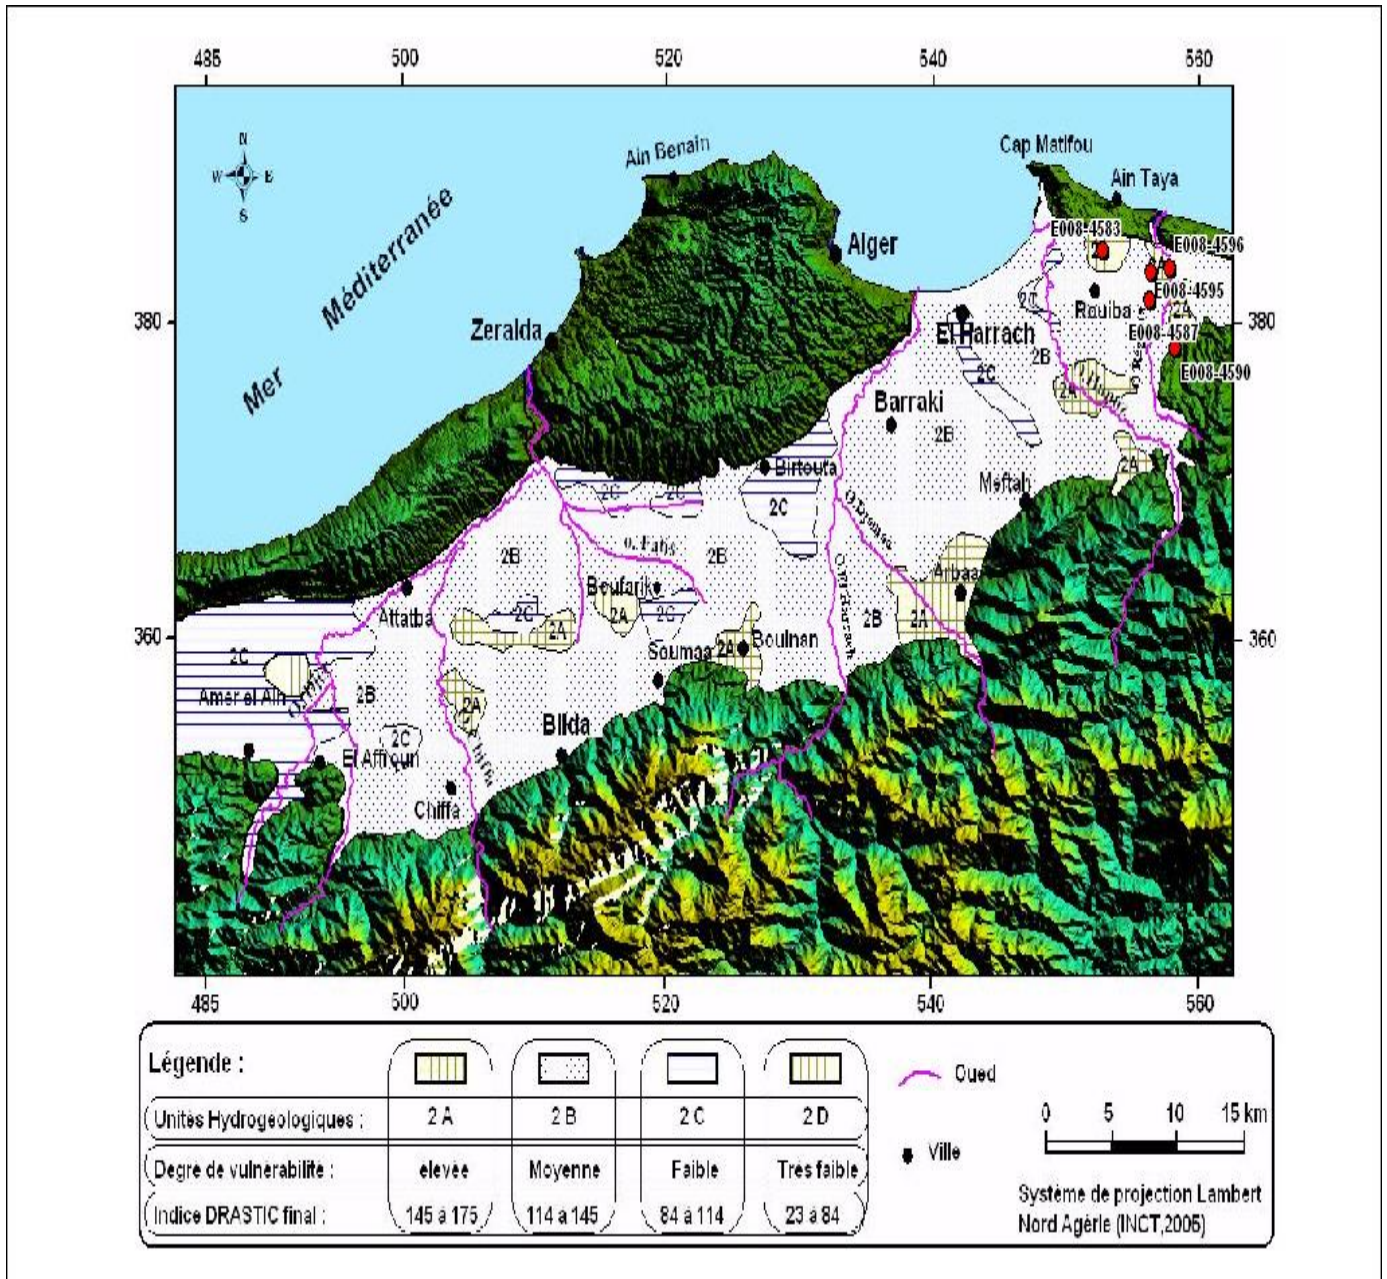 485 500 520 540 560
Cap Matifou
Ain Benain
N
Ain Taya
W E
S
E008-4583
Méditerranée
Alger
E008-4596
E008-4595
2C
2A
Rouiba
380
Zeralda
El Harrach
380
2B
E008-4587
2C
E008-4590
Mer
2A
Barraki
2B
2A
Birtouta
2C
2C
2C
Meftah
2B
2B
Arbaa
Boufarik
2C
2A
2C
Attatba
2B
2A
360
360
Soumaa
2A
Bouinan
2C
Amer el Ain
2B
2A
Blida
2C
El Affroun
Chiffa
485 500 520 540 560
Légende :
Oued
Unités Hydrogeologiques : 2 A 2 B 2 C 2 D
0 5 10 15 km
Degre de vulnérabilité : elevée Moyenne Faible Très faible
Ville
Indice DRASTIC final : 145 à 175 114 à 145 84 à 114 23 à 84
Système de projection Lambert
Nord Agérie (INCT,2005)